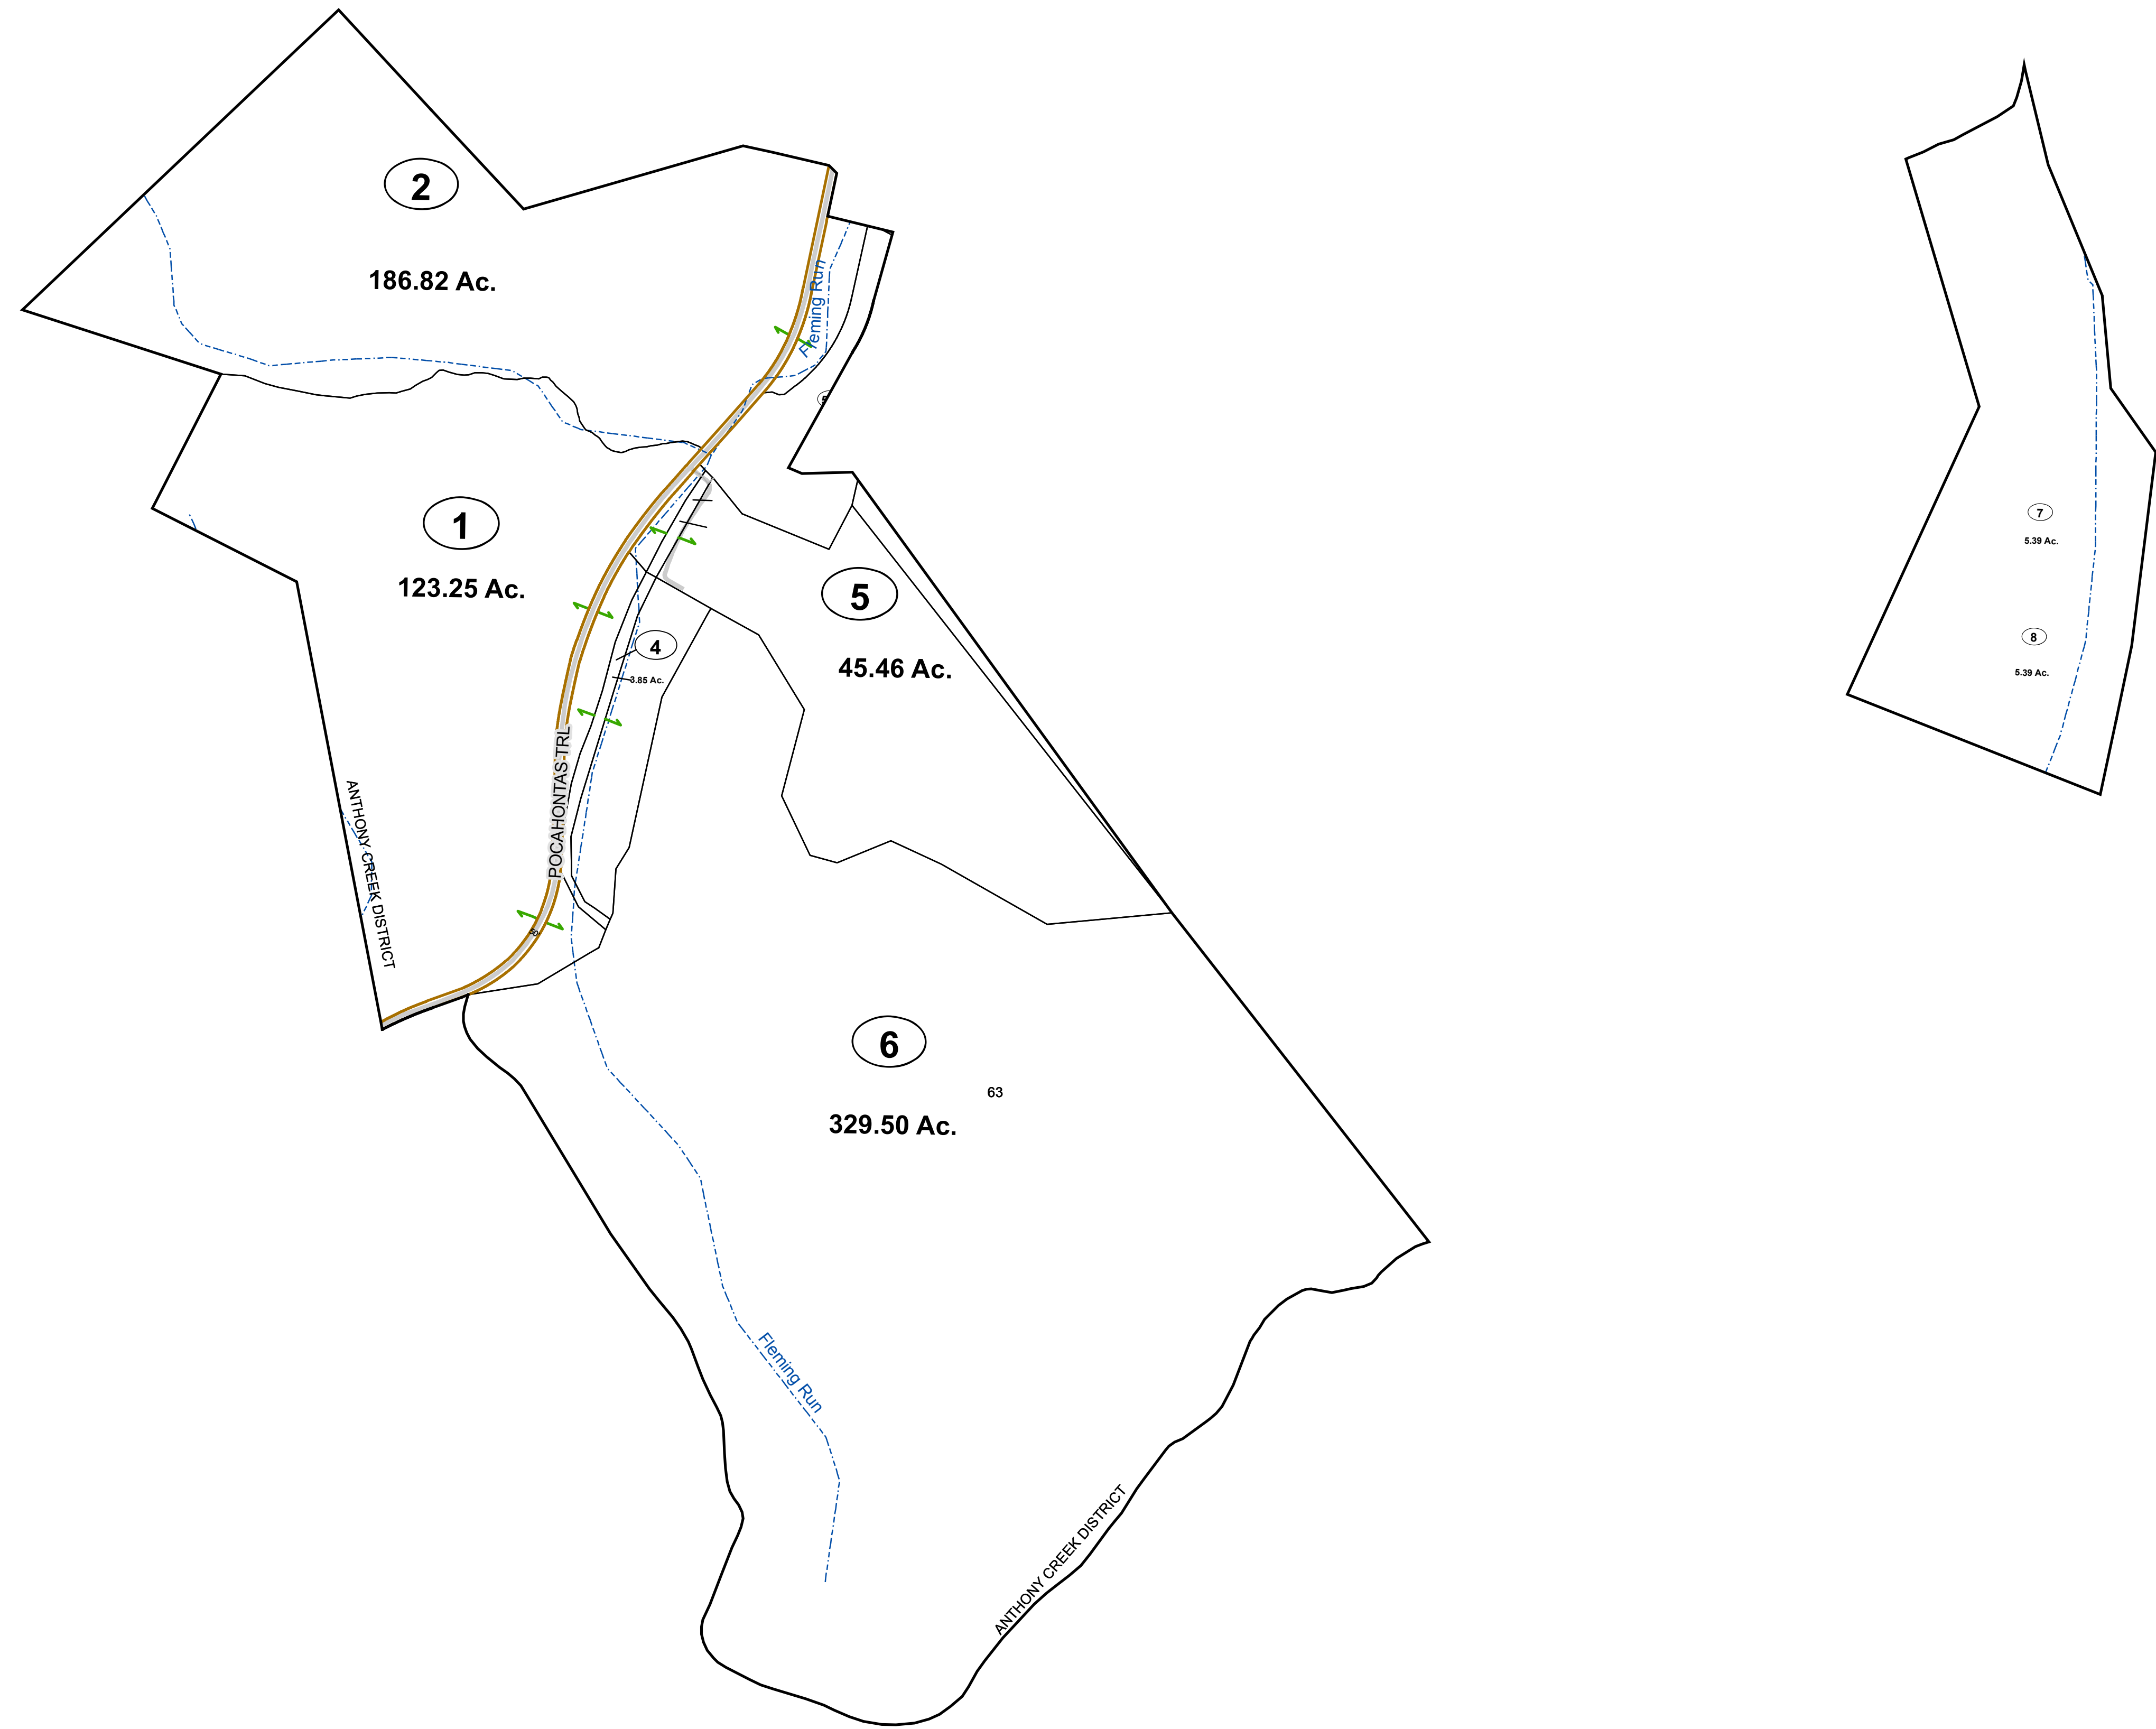 2
186.82 Ac.
Fleming Run
1
123.25 Ac.
5
45.46 Ac.
4
3.85 Ac.
7
5.39 Ac.
8
5.39 Ac.
POCAHONTAS TRL
ANTHONY CREEK DISTRICT
60
6
63
329.50 Ac.
Fleming Run
ANTHONY CREEK DISTRICT